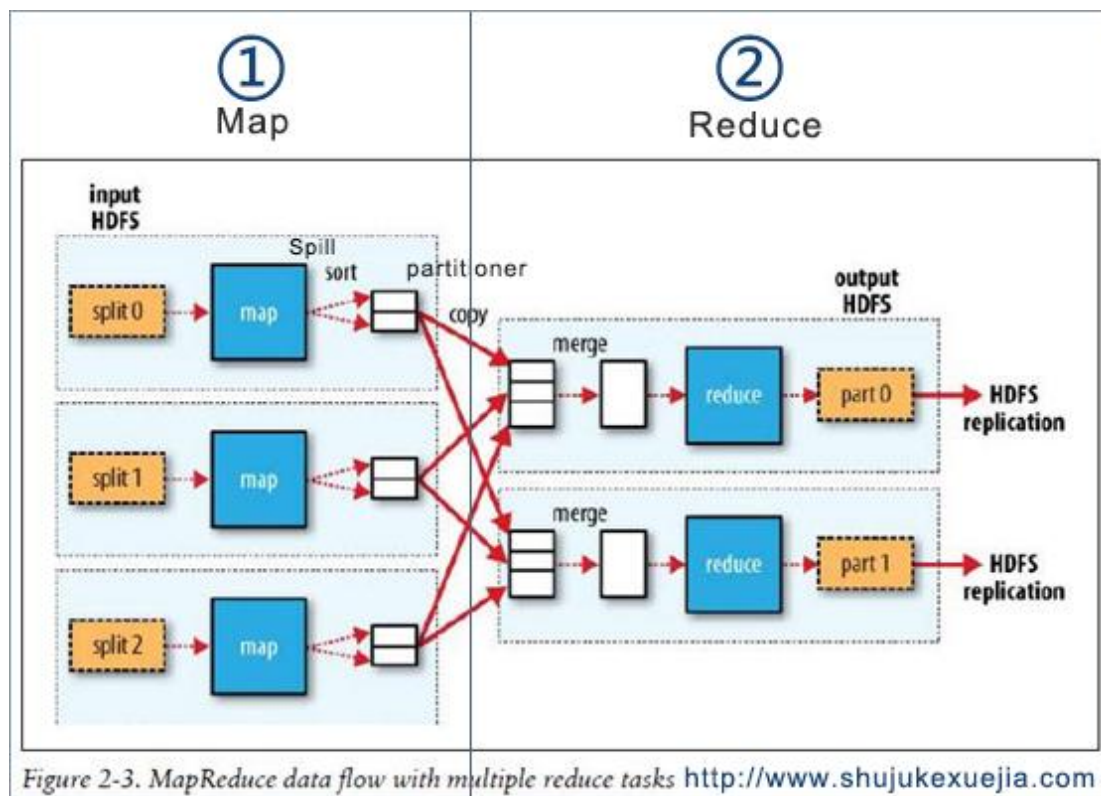 ①
Map
②
Reduce
input
HDFS
Spill
sort
partitioner
copy
split 0
map
split 1
map
split 2
map
output
HDFS
merge
reduce
part 0
HDFS
replication
merge
reduce
part 1
HDFS
replication
Figure 2-3. MapReduce data flow with multiple reduce tasks http://www.shujukexuejia.com